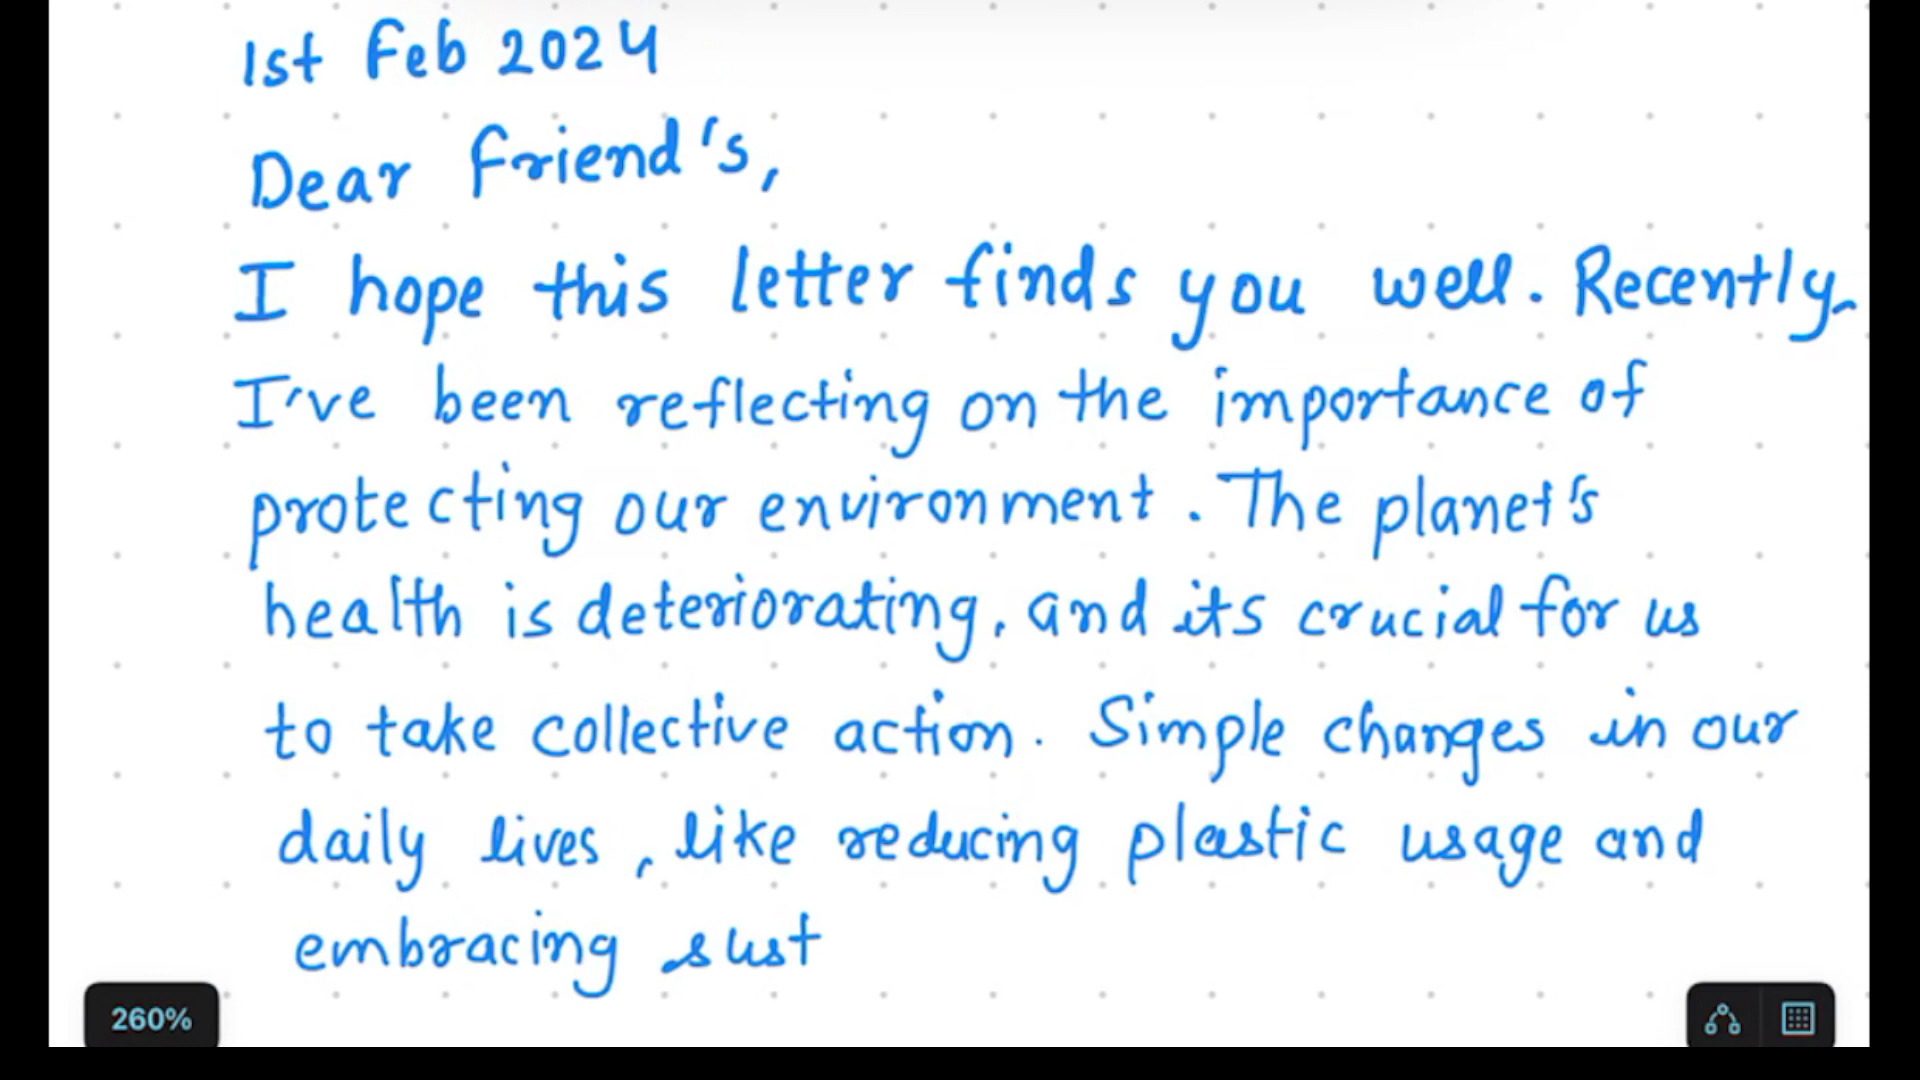 1st Feb 2024
Dear Friend's,
I hope this letter finds you well. Recently,
I've been reflecting on the importance of
protecting our environment. The planet's
health is deteriorating, and its crucial for us
to take collective action. Simple changes in our
daily lives, like reducing plastic usage and
embracing sust
260%